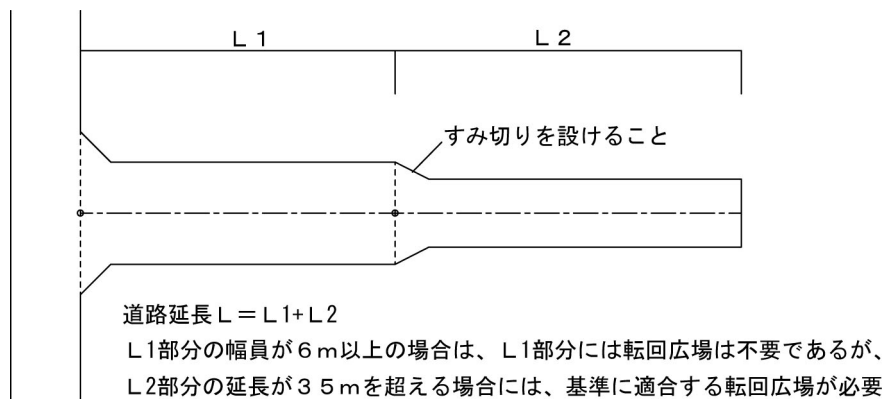 Ｌ１ Ｌ２
すみ切りを設けること
道路延長Ｌ＝Ｌ1+Ｌ2
Ｌ1部分の幅員が６ｍ以上の場合は、Ｌ1部分には転回広場は不要であるが、
Ｌ2部分の延長が３５ｍを超える場合には、基準に適合する転回広場が必要